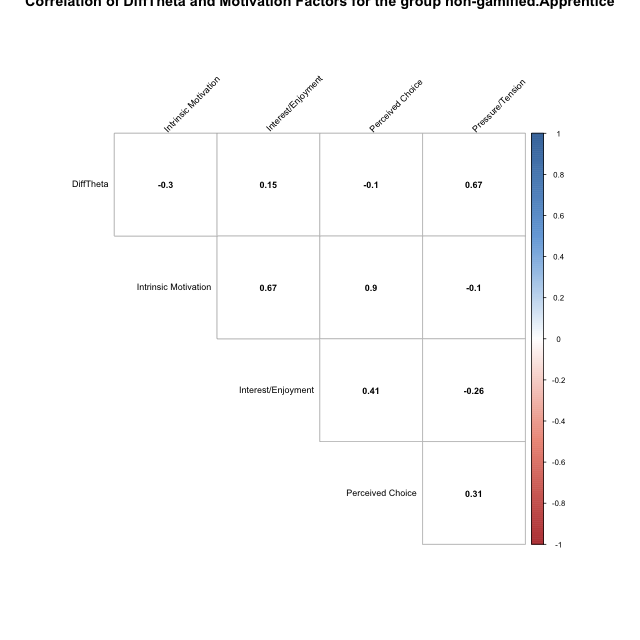 Correlation of DiffTheta and Motivation Factors for the group non-gamified.Apprentice
Intrinsic Motivation
Interest/Enjoyment
Perceived Choice
Pressure/Tension
DiffTheta -0.3 0.15 -0.1 0.67
Intrinsic Motivation 0.67 0.9 -0.1
Interest/Enjoyment 0.41 -0.26
Perceived Choice 0.31
1
0.8
0.6
0.4
0.2
0
-0.2
-0.4
-0.6
-0.8
-1